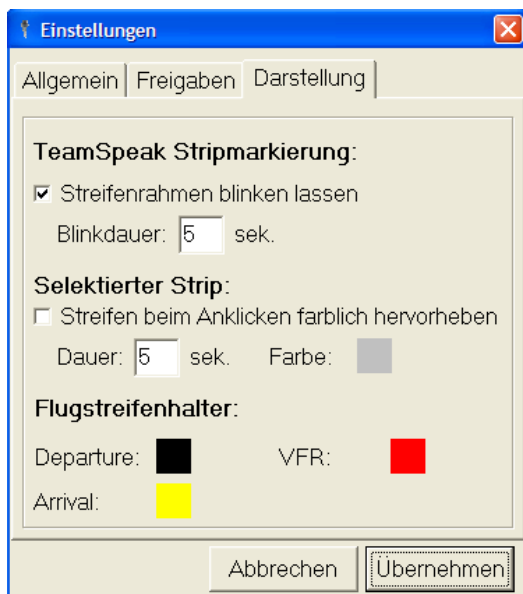 Einstellungen
Allgemein Freigaben Darstellung
TeamSpeak Stripmarkierung:
Streifenrahmen blinken lassen
Blinkdauer: 5 sek.
Selektierter Strip:
Streifen beim Anklicken farblich hervorheben
Dauer: 5 sek. Farbe:
Flugstreifenhalter:
Departure: VFR:
Arrival:
Abbrechen Übernehmen